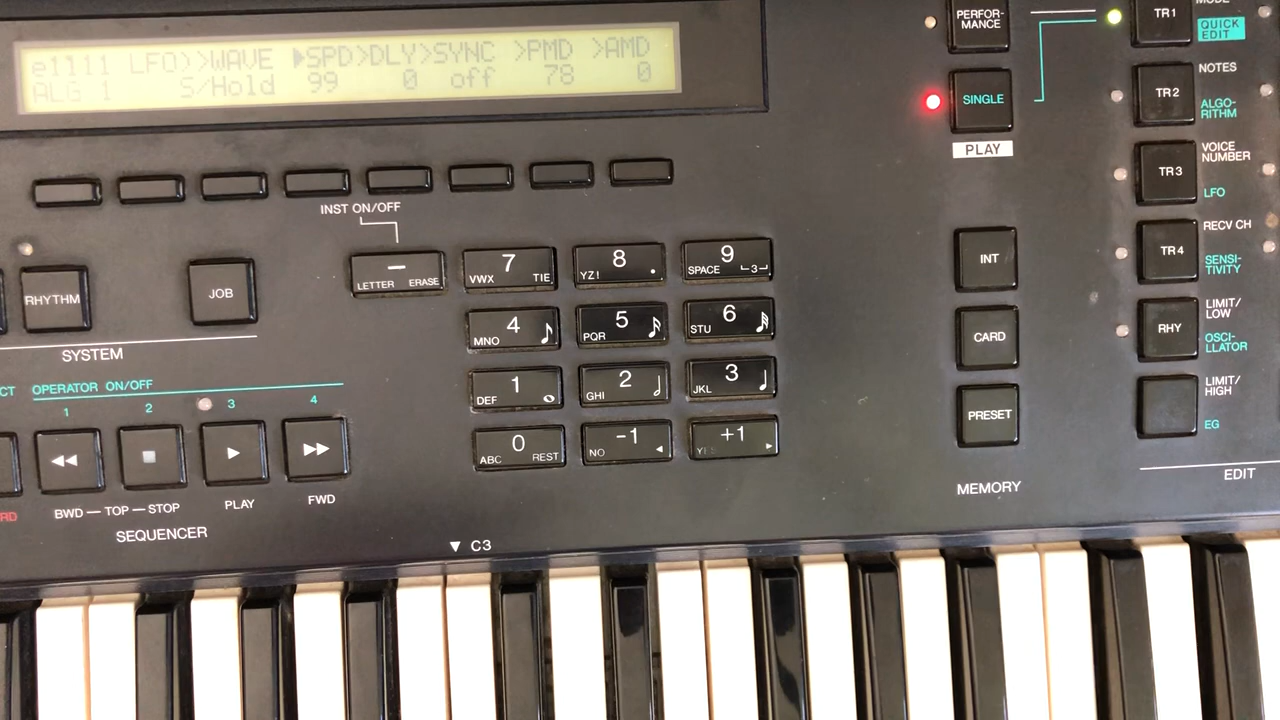 e1111 LFO>>WAVE ▶SPD>DLY>SYNC >PMD >AMD
ALG 1 S/Hold 99 0 off 78 0
PERFOR-
MANCE
SINGLE
PLAY
TR1
MODE
QUICK
EDIT
TR2
NOTES
ALGO-
RITHM
TR3
VOICE
NUMBER
LFO
TR4
RECV CH
SENSI-
TIVITY
RHY
LIMIT/
LOW
OSCI-
LLATOR
LIMIT/
HIGH
EG
EDIT
INST ON/OFF
RHYTHM
JOB
SYSTEM
–
LETTER ERASE
7
VWX TIE
8
YZ! .
9
SPACE 3
4
MNO
5
PQR
6
STU
1
DEF
2
GHI
3
JKL
0
ABC REST
-1
NO
+1
YES
INT
CARD
PRESET
MEMORY
CT OPERATOR ON/OFF
1 2 3 4
RD
BWD — TOP — STOP
PLAY
FWD
SEQUENCER
▼ C3